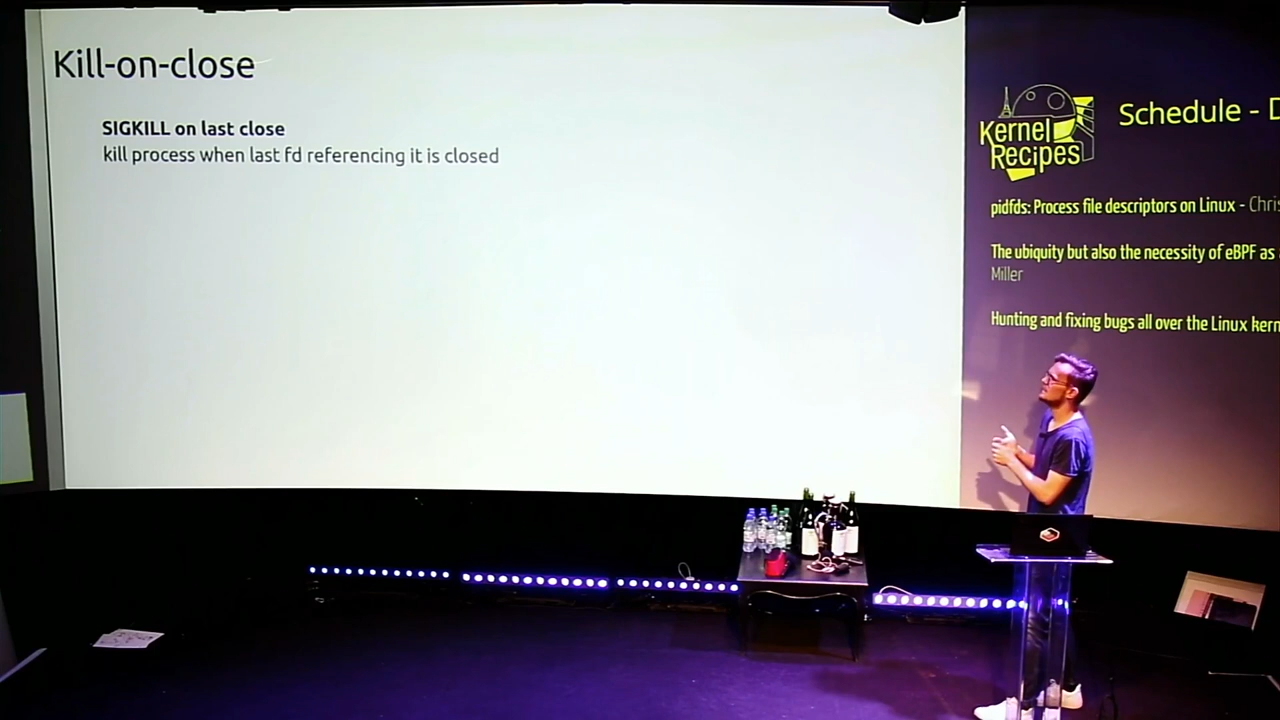 Kill-on-close
SIGKILL on last close
kill process when last fd referencing it is closed
Kernel
Recipes
Schedule -
pidfds: Process file descriptors on Linux - Chris
The ubiquity but also the necessity of eBPF as
Miller
Hunting and fixing bugs all over the Linux kern